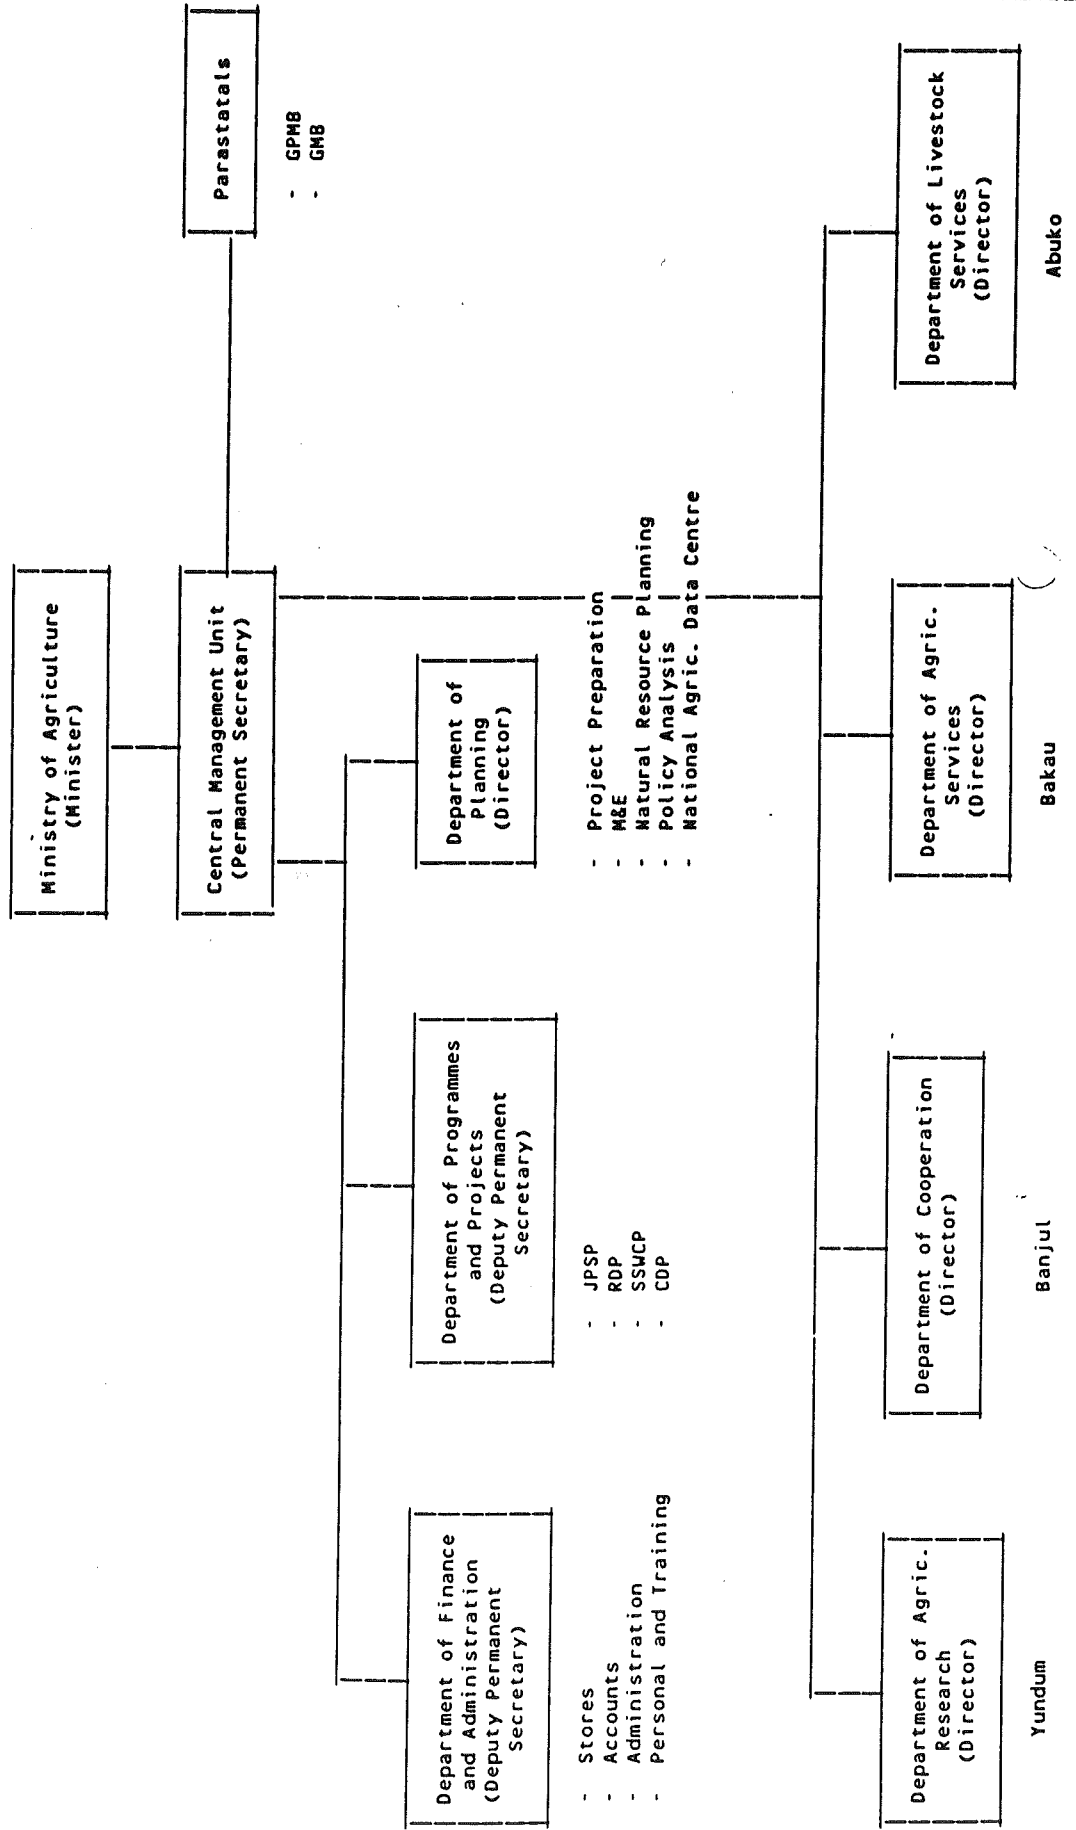 Ministry of Agriculture
(Minister)
Central Management Unit
(Permanent Secretary)
Parastatals
- GPMB
- GMB
Department of Finance
and Administration
(Deputy Permanent
Secretary)
- Stores
- Accounts
- Administration
- Personal and Training
Department of Programmes
and Projects
(Deputy Permanent
Secretary)
- JPSP
- RDP
- SSWCP
- CDP
Department of
Planning
(Director)
- Project Preparation
- M&E
- Natural Resource Planning
- Policy Analysis
- National Agric. Data Centre
Department of Agric.
Research
(Director)
Yundum
Department of Cooperation
(Director)
Banjul
Department of Agric.
Services
(Director)
Bakau
Department of Livestock
Services
(Director)
Abuko